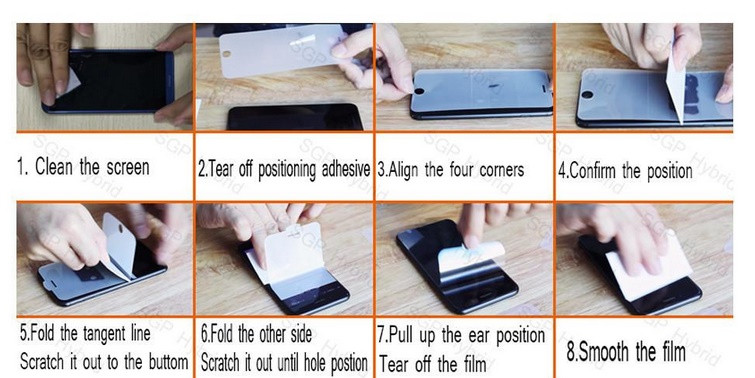 1. Clean the screen
2.Tear off positioning adhesive
3.Align the four corners
4.Confirm the position
5.Fold the tangent line
Scratch it out to the buttom
6.Fold the other side
Scratch it out until hole postion
7.Pull up the ear position
Tear off the film
8.Smooth the film
SGP Hybrid